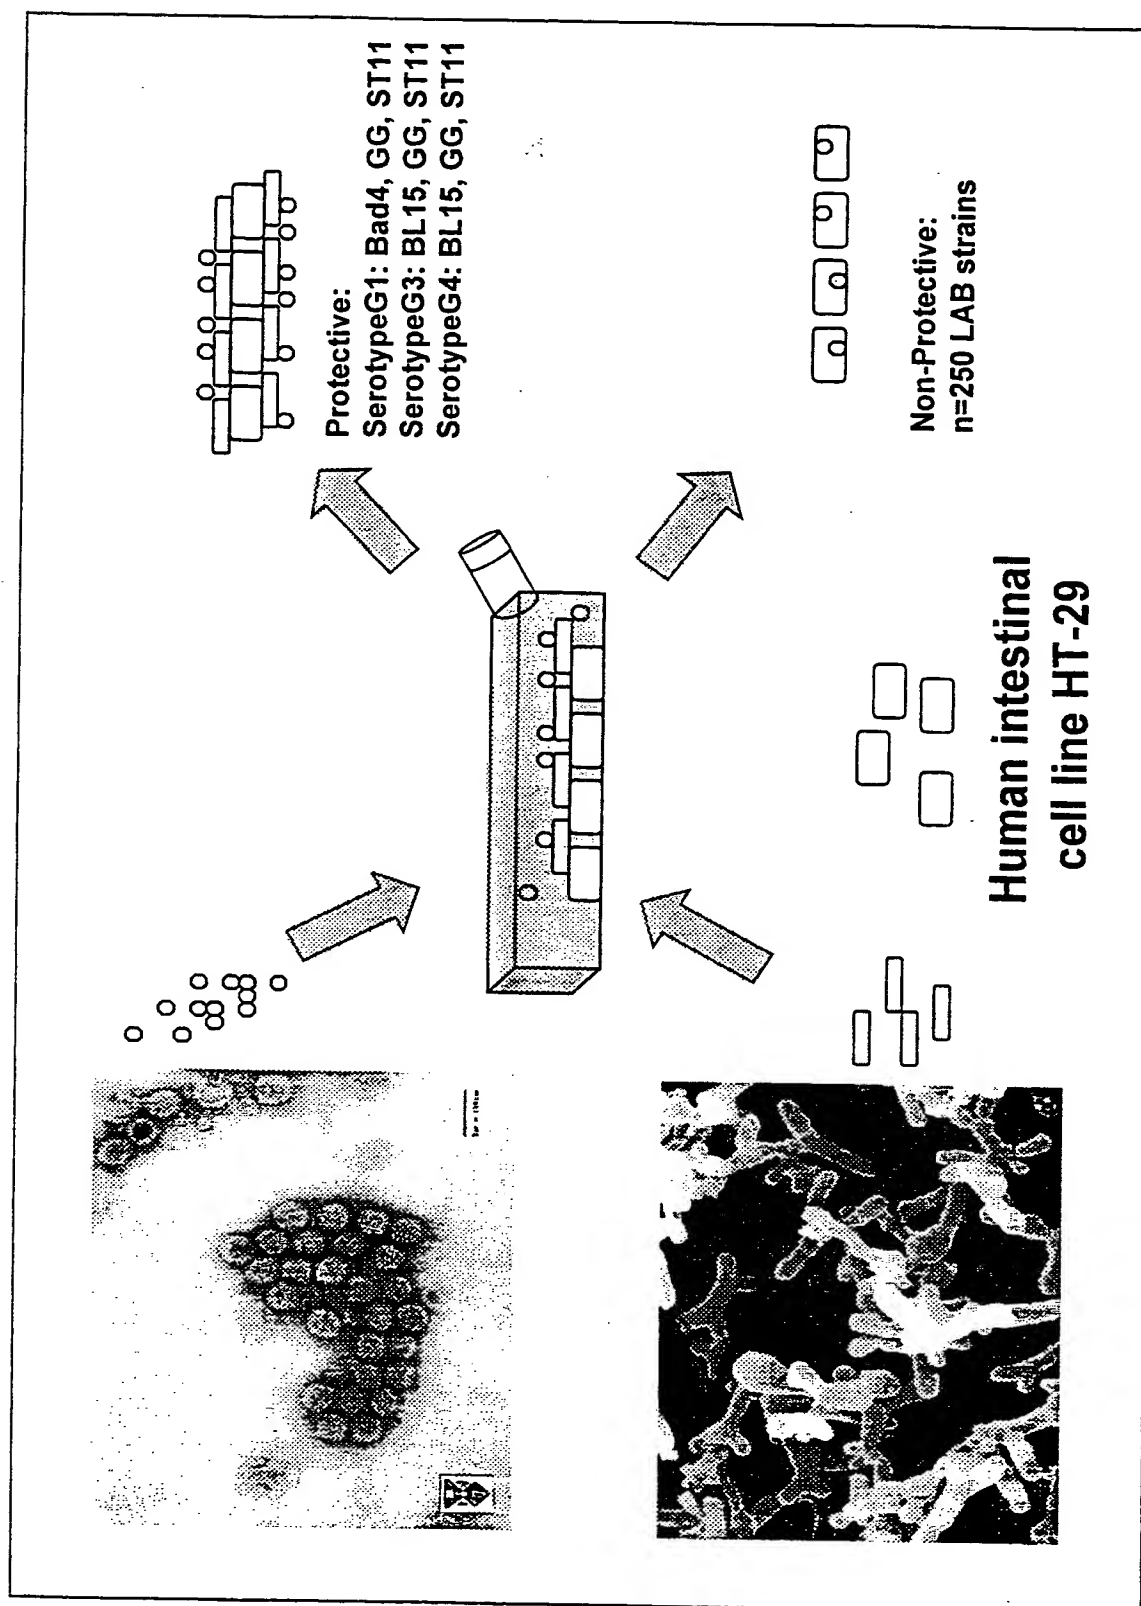 Protective:
SerotypeG1: Bad4, GG, ST11
SerotypeG3: BL15, GG, ST11
SerotypeG4: BL15, GG, ST11
Non-Protective:
n=250 LAB strains
Human intestinal
cell line HT-29